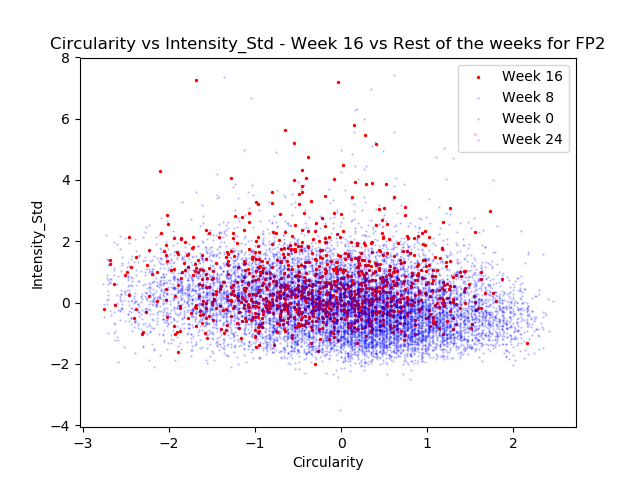 Circularity vs Intensity_Std - Week 16 vs Rest of the weeks for FP2
Week 16
Week 8
Week 0
Week 24
8
6
4
2
0
−2
−4
Intensity_Std
−3 −2 −1 0 1 2
Circularity